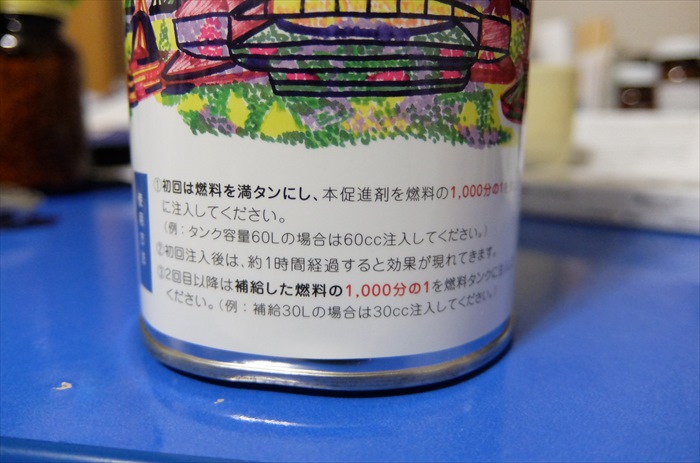 使用方法
①初回は燃料を満タンにし、本促進剤を燃料の1,000分の1を
に注入してください。
(例：タンク容量60Lの場合は60cc注入してください。)
②初回注入後は、約1時間経過すると効果が現れてきます。
③2回目以降は補給した燃料の1,000分の1を燃料タンクに
ください。(例：補給30Lの場合は30cc注入してください。)